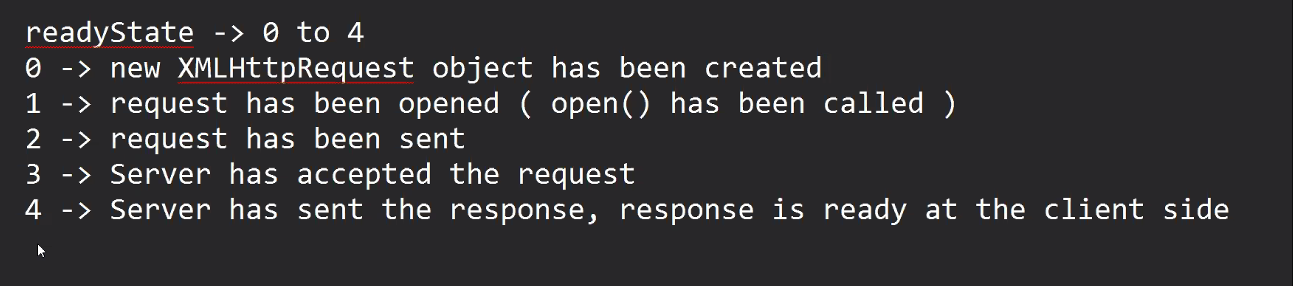 readyState -> 0 to 4
0 -> new XMLHttpRequest object has been created
1 -> request has been opened ( open() has been called )
2 -> request has been sent
3 -> Server has accepted the request
4 -> Server has sent the response, response is ready at the client side